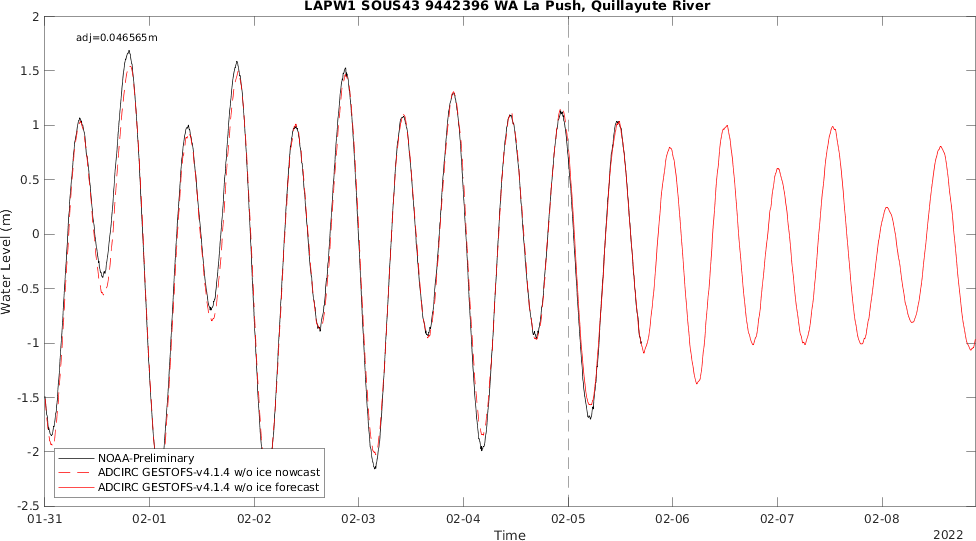 LAPW1 SOUS43 9442396 WA La Push, Quillayute River
adj=0.046565m
2
1.5
1
0.5
0
-0.5
-1
-1.5
-2
-2.5
Water Level (m)
NOAA-Preliminary
ADCIRC GESTOFS-v4.1.4 w/o ice nowcast
ADCIRC GESTOFS-v4.1.4 w/o ice forecast
01-31 02-01 02-02 02-03 02-04 02-05 02-06 02-07 02-08
Time
2022